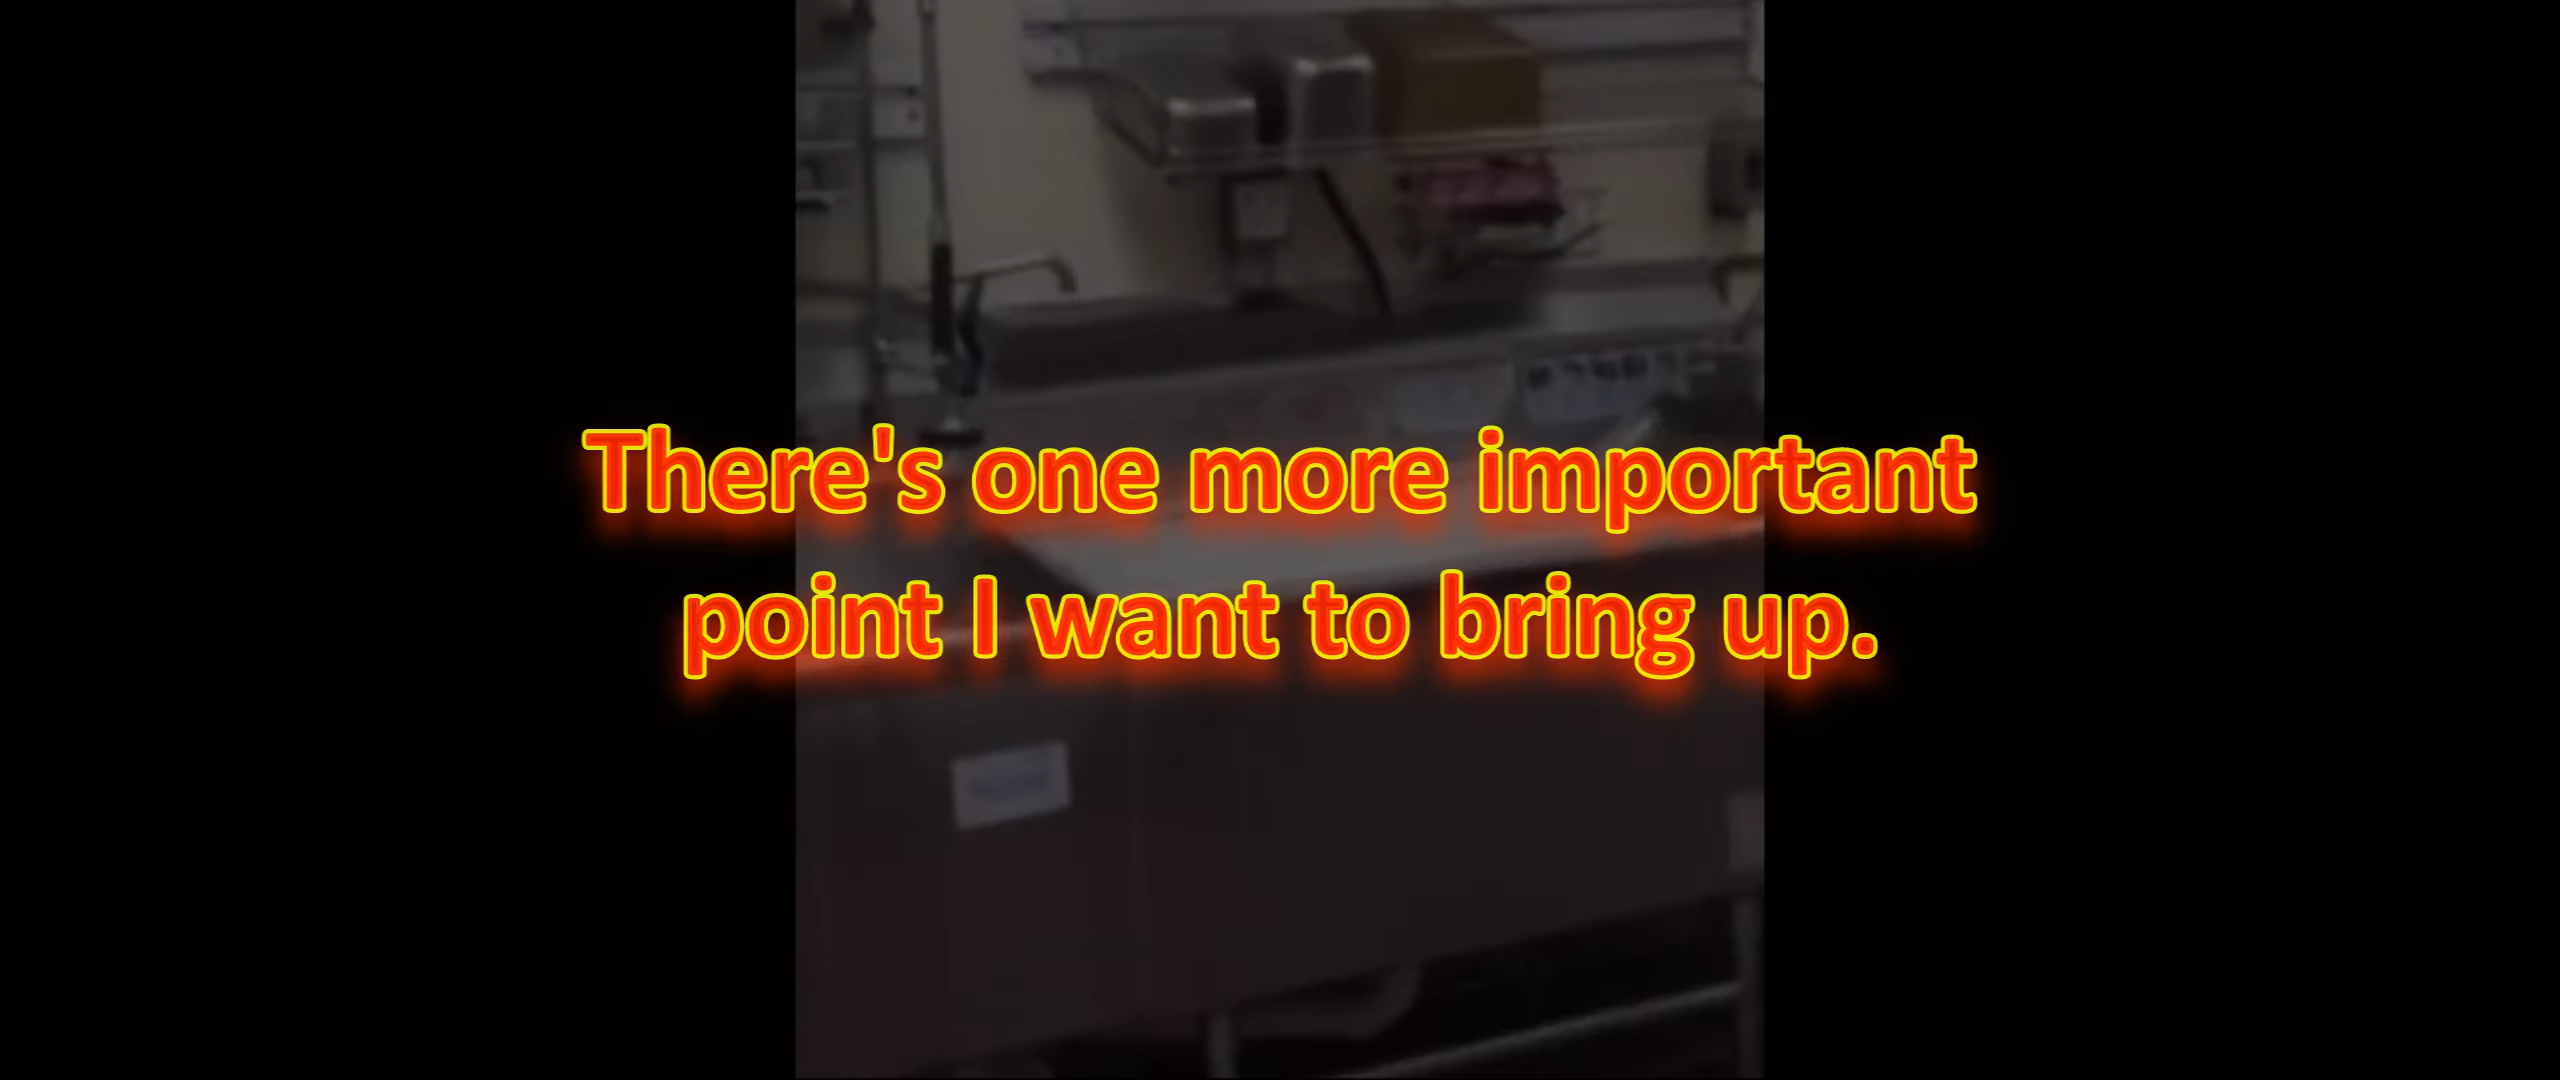 There's one more important
point I want to bring up.